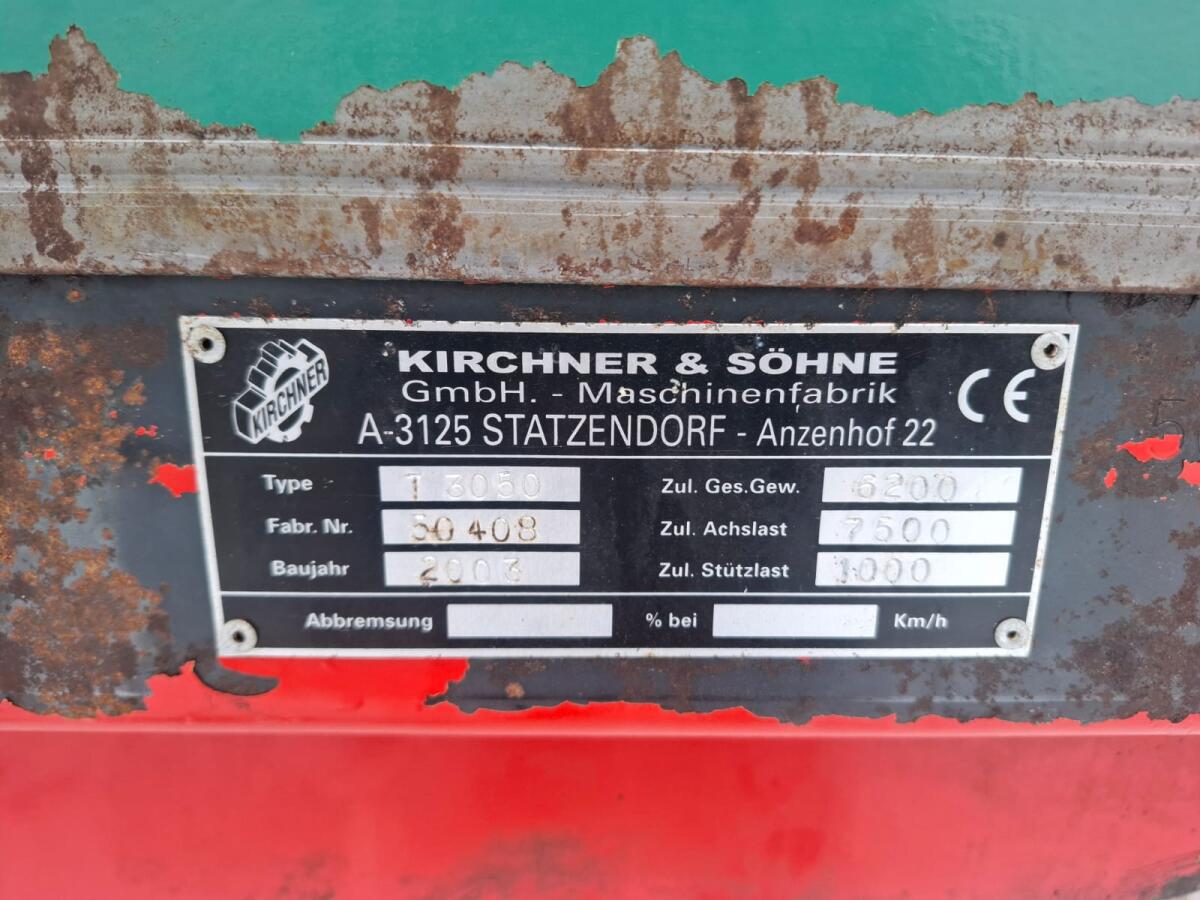 KIRCHNER
KIRCHNER & SÖHNE
GmbH. - Maschinenfabrik
A-3125 STATZENDORF - Anzenhof 22
CE
Type T 3050 Zul. Ges.Gew. 6200
Fabr. Nr. 50408 Zul. Achslast 7500
Baujahr 2003 Zul. Stützlast 1000
Abbremsung % bei Km/h
5